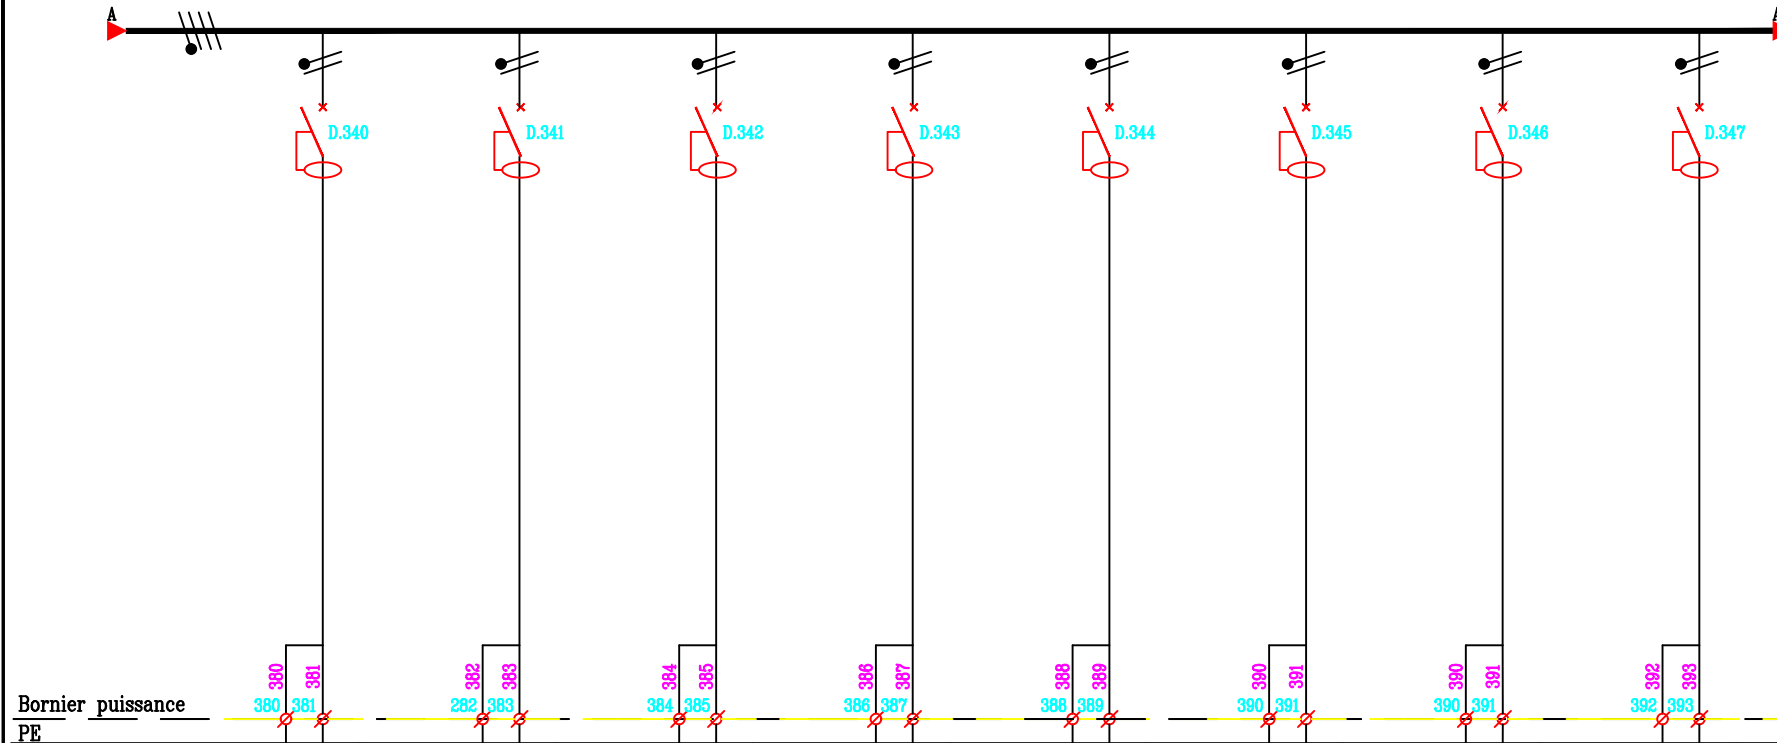 A A
D.340 D.341 D.342 D.343 D.344 D.345 D.346 D.347
380 381 382 383 384 385 386 387 388 389 390 391 390 391 392 393
Bornier puissance 380 381 282 383 384 385 386 387 388 389 390 391 390 391 392 393
PE